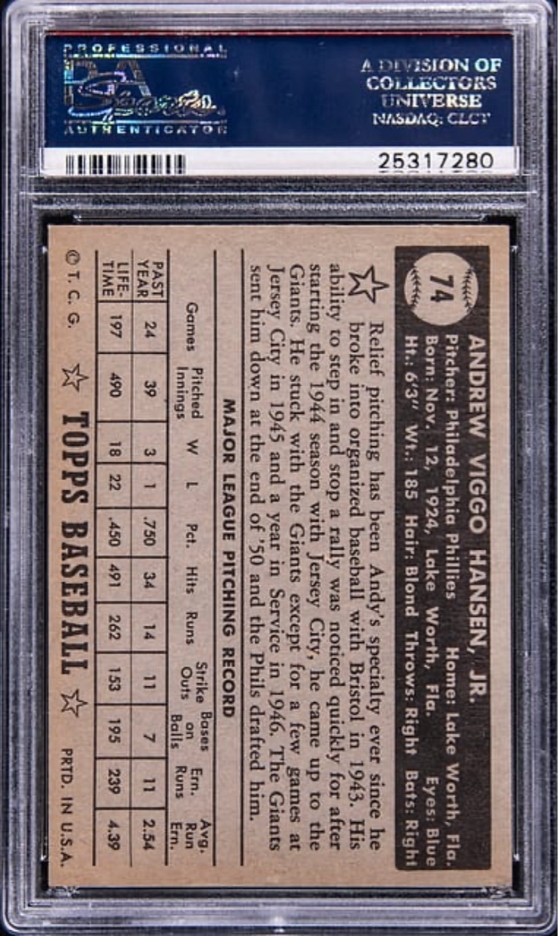 PROFESSIONAL
PSA
Sports
AUTHENTICATOR
A DIVISION OF
COLLECTORS
UNIVERSE
NASDAQ: CLCT
25317280
74
ANDREW VIGGO HANSEN, JR.
Pitcher: Philadelphia Phillies Home: Lake Worth, Fla.
Born: Nov. 12, 1924, Lake Worth, Fla. Eyes: Blue
Ht.: 6'3" Wt.: 185 Hair: Blond Throws: Right Bats: Right
Relief pitching has been Andy's specialty ever since he
broke into organized baseball with Bristol in 1943. His
ability to step in and stop a rally was noticed quickly for after
starting the 1944 season with Jersey City, he came up to the
Giants. He stuck with the Giants except for a few games at
Jersey City in 1945 and a year in Service in 1946. The Giants
sent him down at the end of '50 and the Phils drafted him.
MAJOR LEAGUE PITCHING RECORD
Games Pitched Innings W L Pct. Hits Runs Strike Outs Bases on Balls Ern. Runs Avg. Ern. Run
PAST YEAR 24 39 3 1 .750 34 14 11 7 11 2.54
LIFE-TIME 197 490 18 22 .450 491 262 153 195 239 4.39
© T. C. G. ☆ TOPPS BASEBALL ☆ PRTD. IN U.S.A.